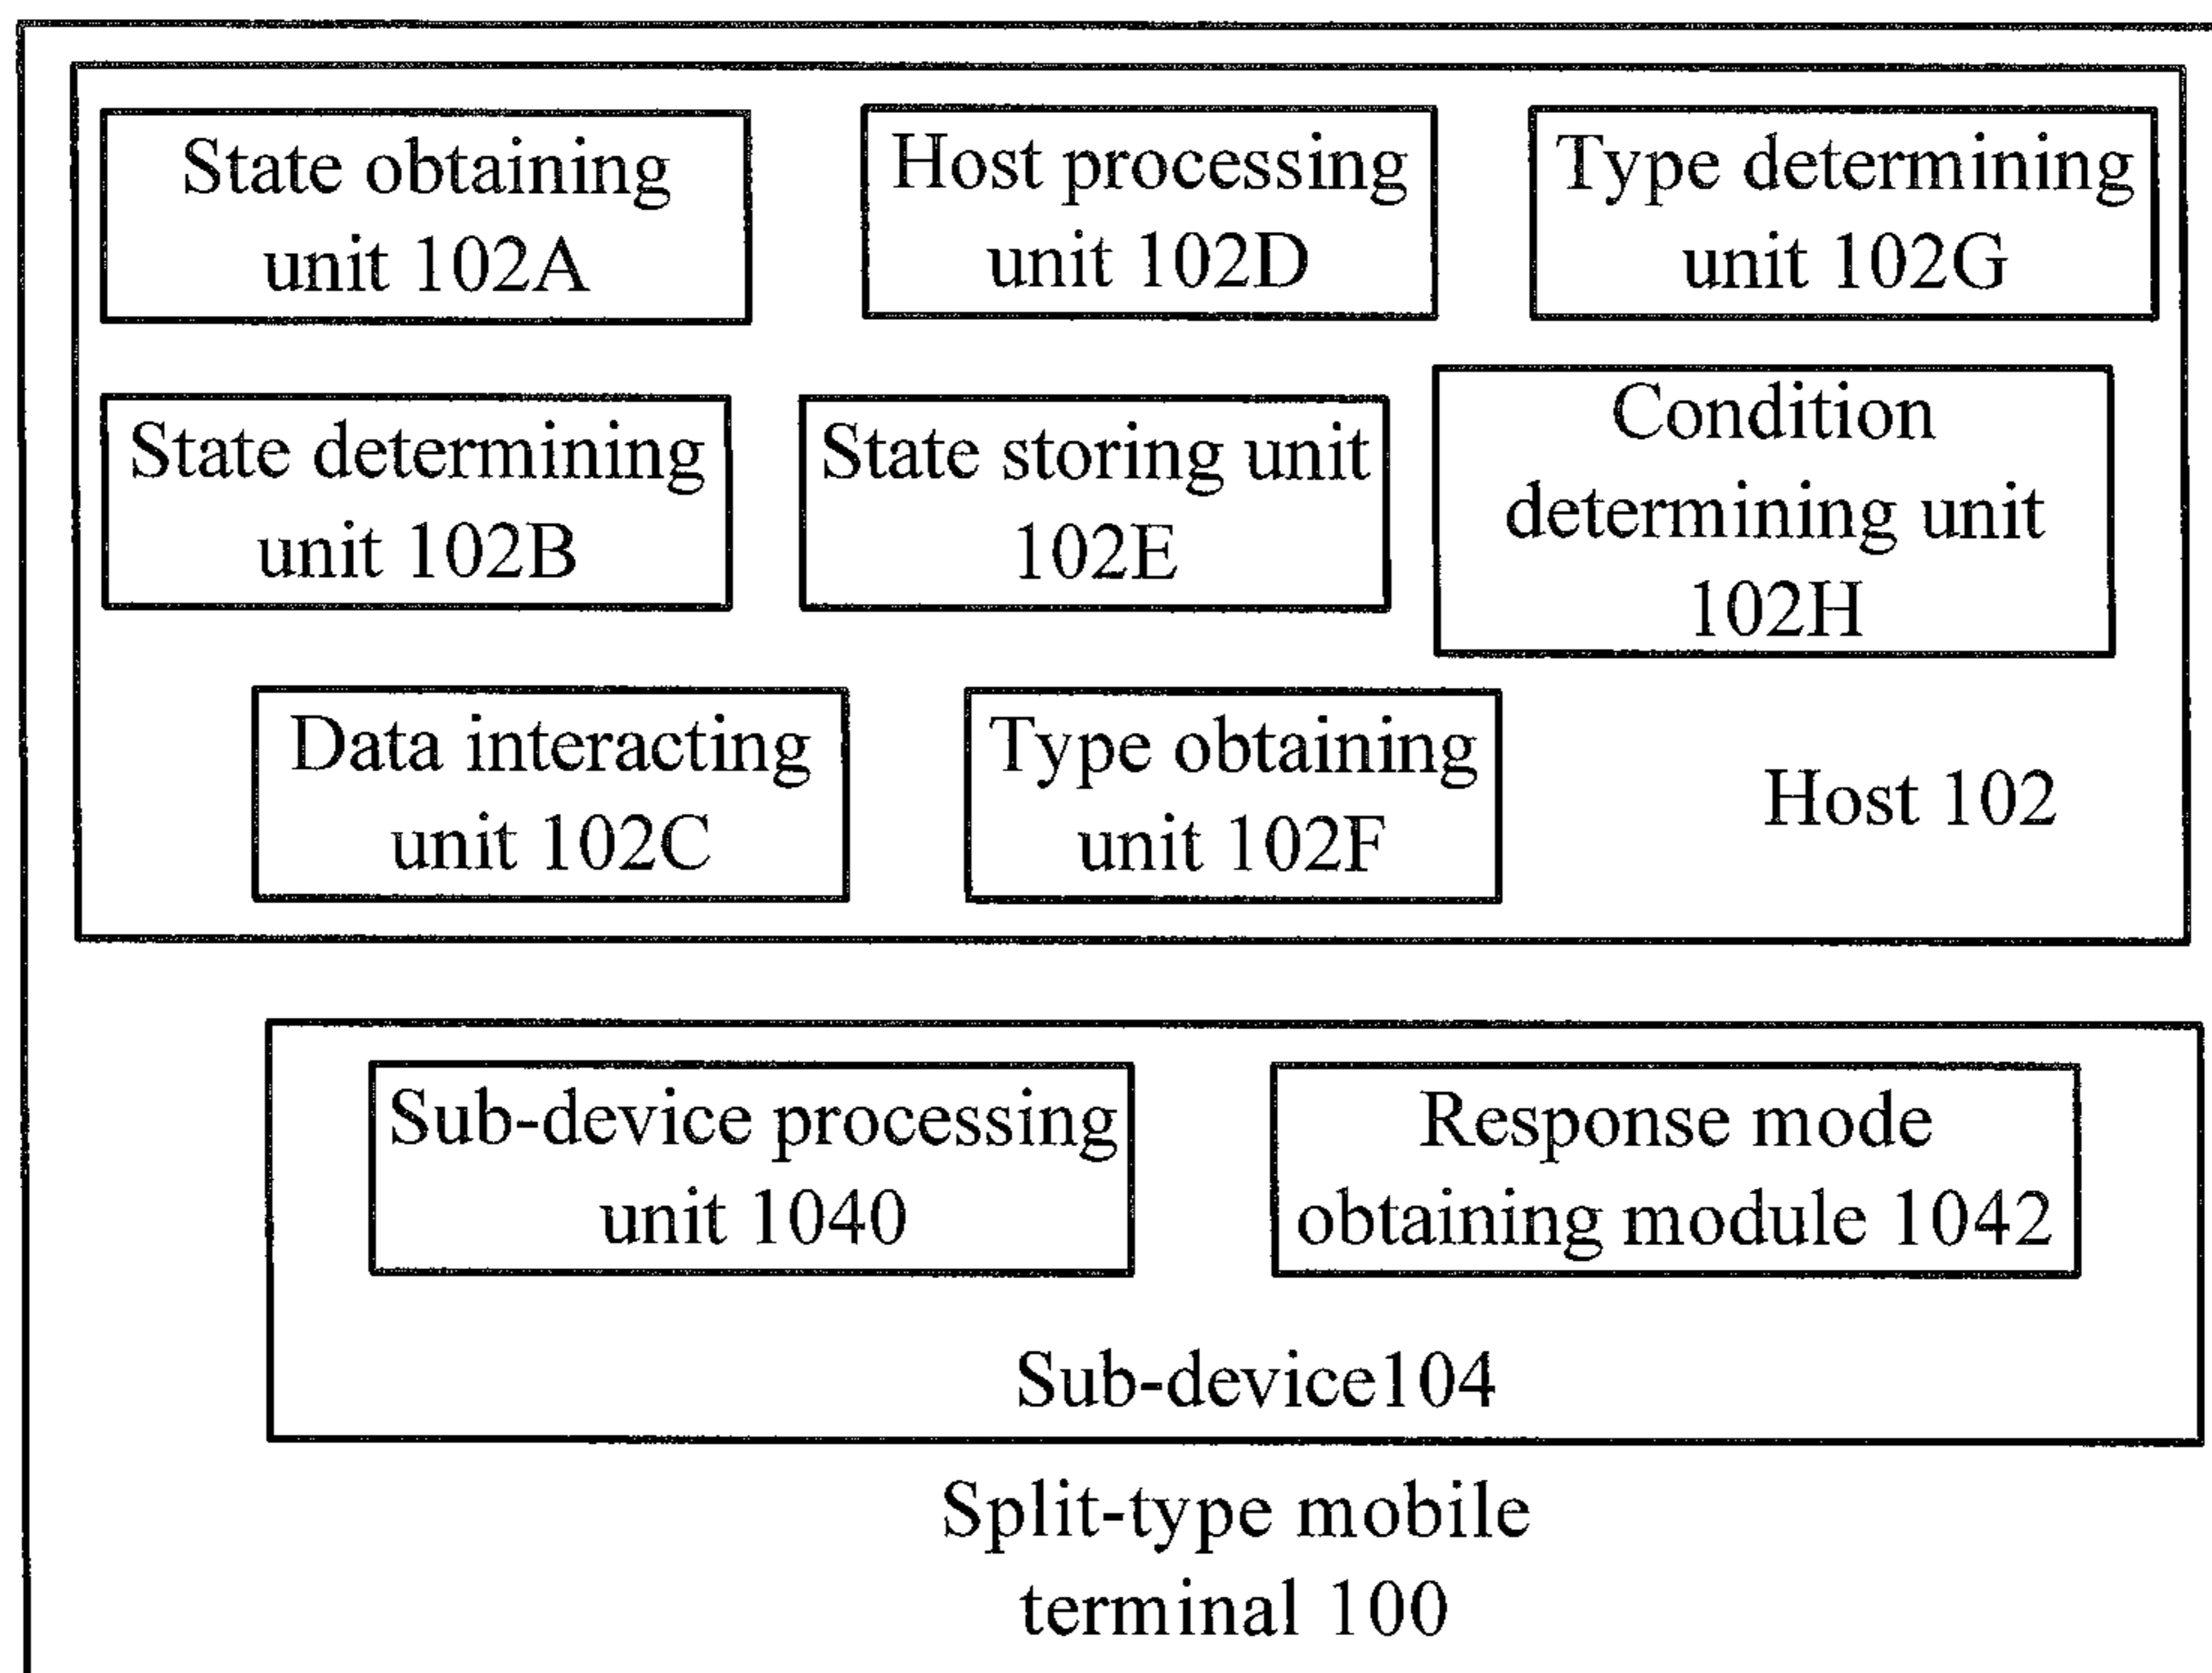 State obtaining
unit 102A
Host processing
unit 102D
Type determining
unit 102G
State determining
unit 102B
State storing unit
102E
Condition
determining unit
102H
Data interacting
unit 102C
Type obtaining
unit 102F
Host 102
Sub-device processing
unit 1040
Response mode
obtaining module 1042
Sub-device104
Split-type mobile
terminal 100